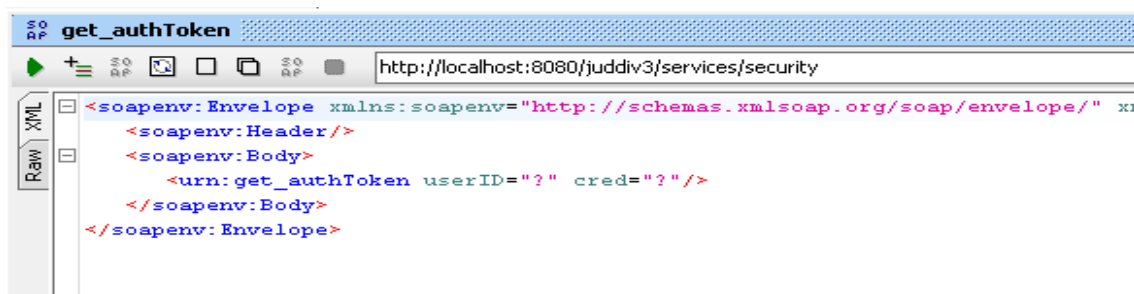 get_authToken
http://localhost:8080/juddiv3/services/security
XML
Raw
<soapenv:Envelope xmlns:soapenv="http://schemas.xmlsoap.org/soap/envelope/"
<soapenv:Header/>
<soapenv:Body>
<urn:get_authToken userID="?" cred="?"/>
</soapenv:Body>
</soapenv:Envelope>